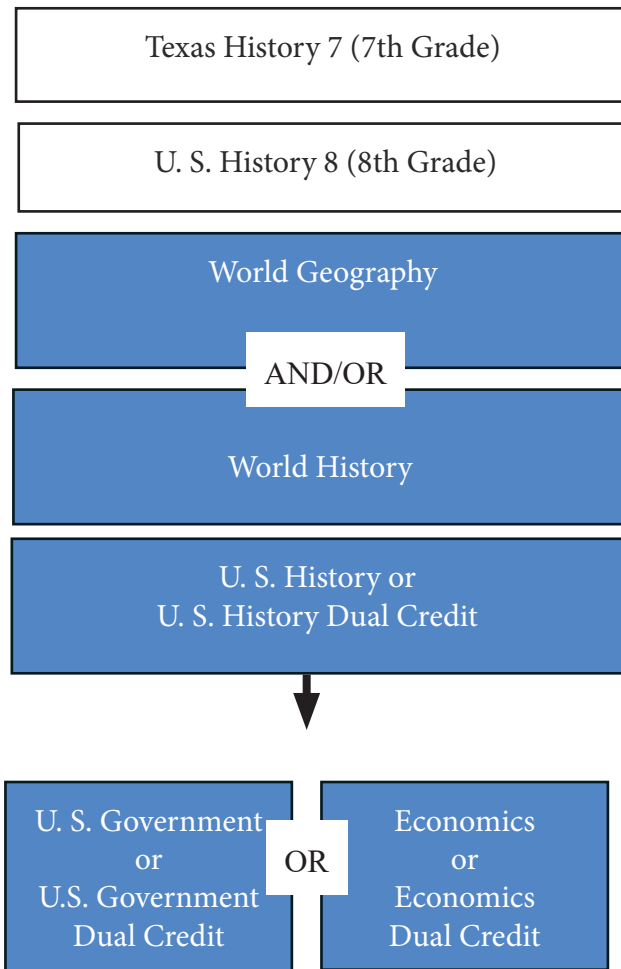 Texas History 7 (7th Grade)
U. S. History 8 (8th Grade)
World Geography
AND/OR
World History
U. S. History or
U. S. History Dual Credit
U. S. Government
or
U.S. Government
Dual Credit
OR
Economics
or
Economics
Dual Credit